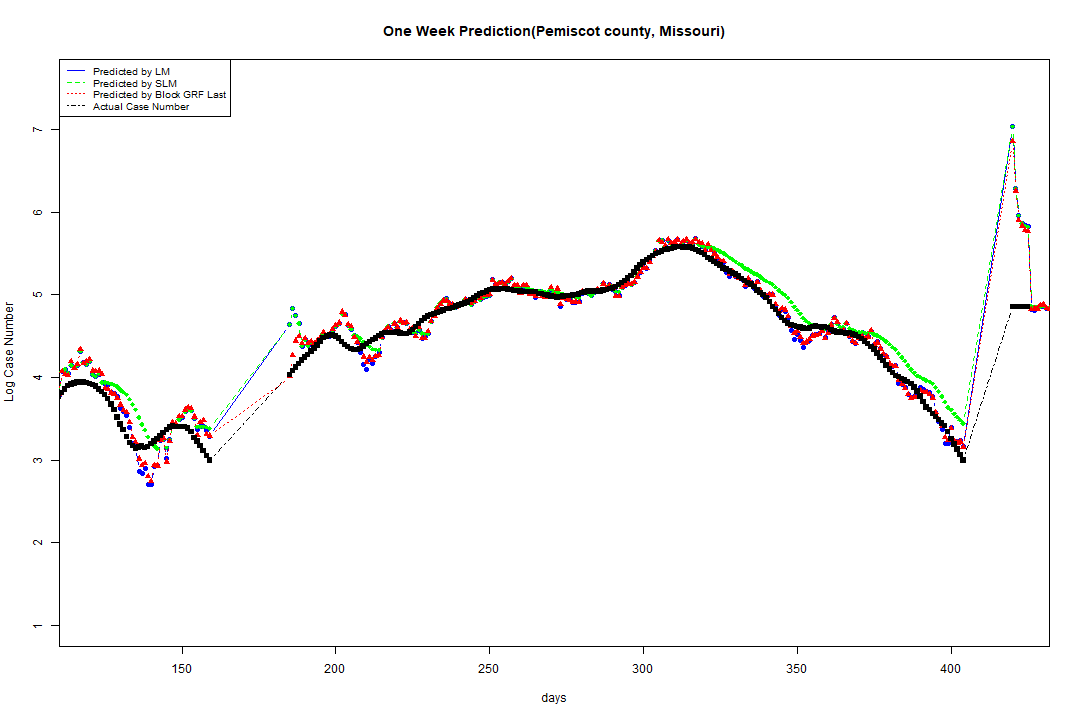 One Week Prediction(Pemiscot county, Missouri)
Predicted by LM
Predicted by SLM
Predicted by Block GRF Last
Actual Case Number
Log Case Number
7
6
5
4
3
2
1
150
200
250
300
350
400
days